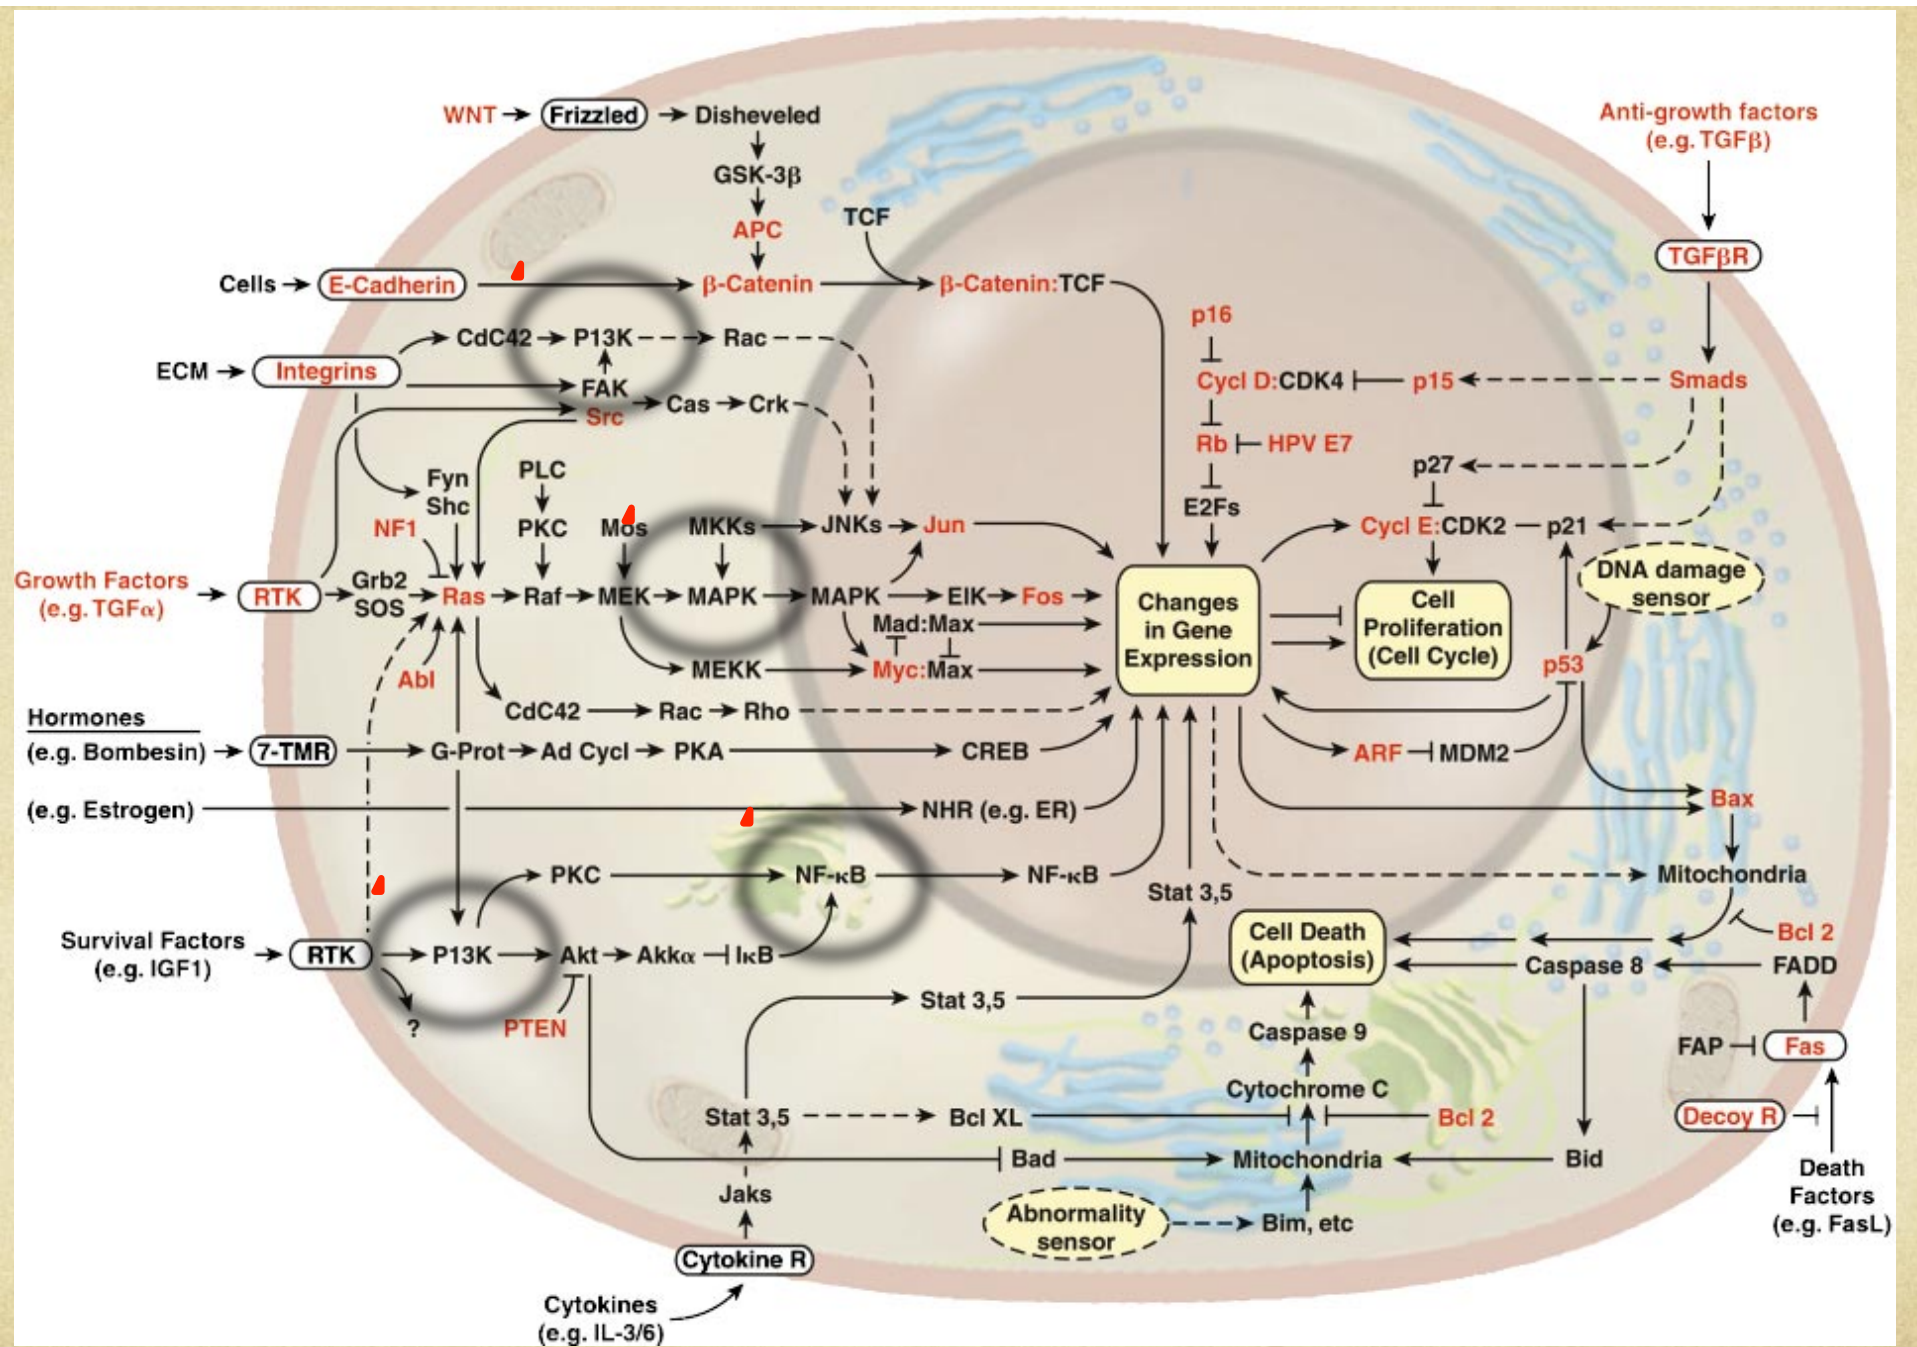 WNT
Frizzled
Disheveled
GSK-3β
APC
TCF
Cells
E-Cadherin
β-Catenin
β-Catenin:TCF
CdC42
P13K
Rac
ECM
Integrins
FAK
Src
Cas
Crk
Fyn
Shc
PLC
PKC
NF1
Mos
MKKs
JNKs
Jun
Growth Factors
(e.g. TGFα)
RTK
Grb2
SOS
Ras
Raf
MEK
MAPK
MAPK
ElK
Fos
Mad:Max
MEKK
Myc:Max
Abl
CdC42
Rac
Rho
Hormones
(e.g. Bombesin)
7-TMR
G-Prot
Ad Cycl
PKA
CREB
(e.g. Estrogen)
NHR (e.g. ER)
PKC
NF-κB
NF-κB
Stat 3,5
Survival Factors
(e.g. IGF1)
RTK
P13K
Akt
Akkα
IκB
?
PTEN
Stat 3,5
Stat 3,5
Bcl XL
Bcl 2
Bad
Mitochondria
Bid
Jaks
Abnormality
sensor
Bim, etc
Cytokine R
Cytokines
(e.g. IL-3/6)
Anti-growth factors
(e.g. TGFβ)
TGFβR
Smads
p16
Cycl D:CDK4
p15
Rb
HPV E7
E2Fs
p27
Cycl E:CDK2
p21
DNA damage
sensor
Changes
in Gene
Expression
Cell
Proliferation
(Cell Cycle)
p53
ARF
MDM2
Bax
Mitochondria
Bcl 2
Cell Death
(Apoptosis)
Caspase 8
FADD
Caspase 9
Cytochrome C
FAP
Fas
Decoy R
Death
Factors
(e.g. FasL)